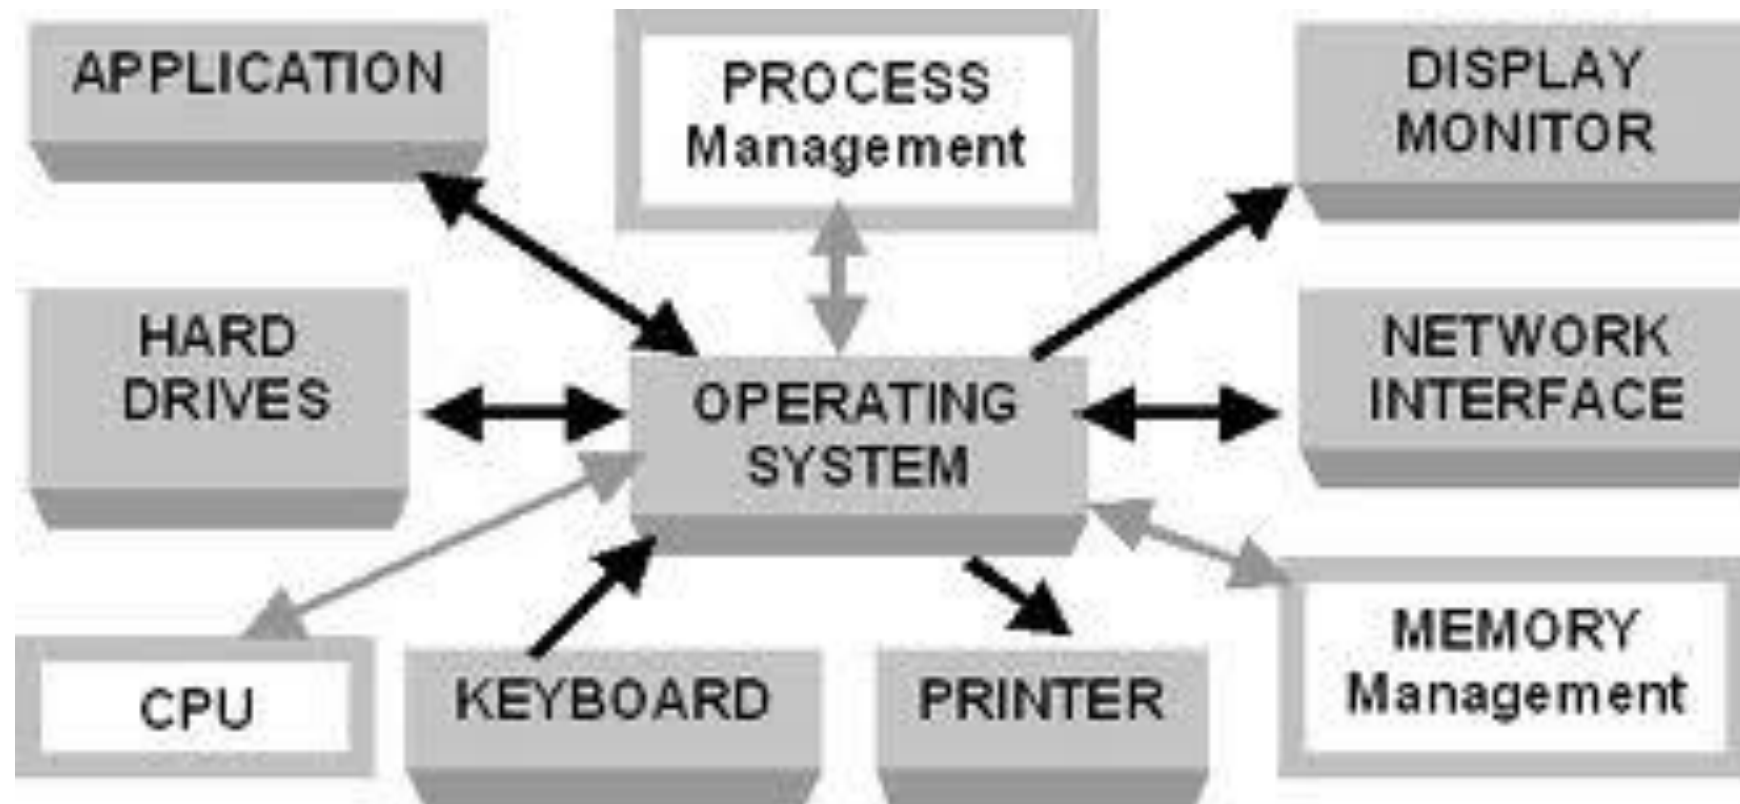 APPLICATION
PROCESS
Management
DISPLAY
MONITOR
HARD
DRIVES
OPERATING
SYSTEM
NETWORK
INTERFACE
CPU
KEYBOARD
PRINTER
MEMORY
Management